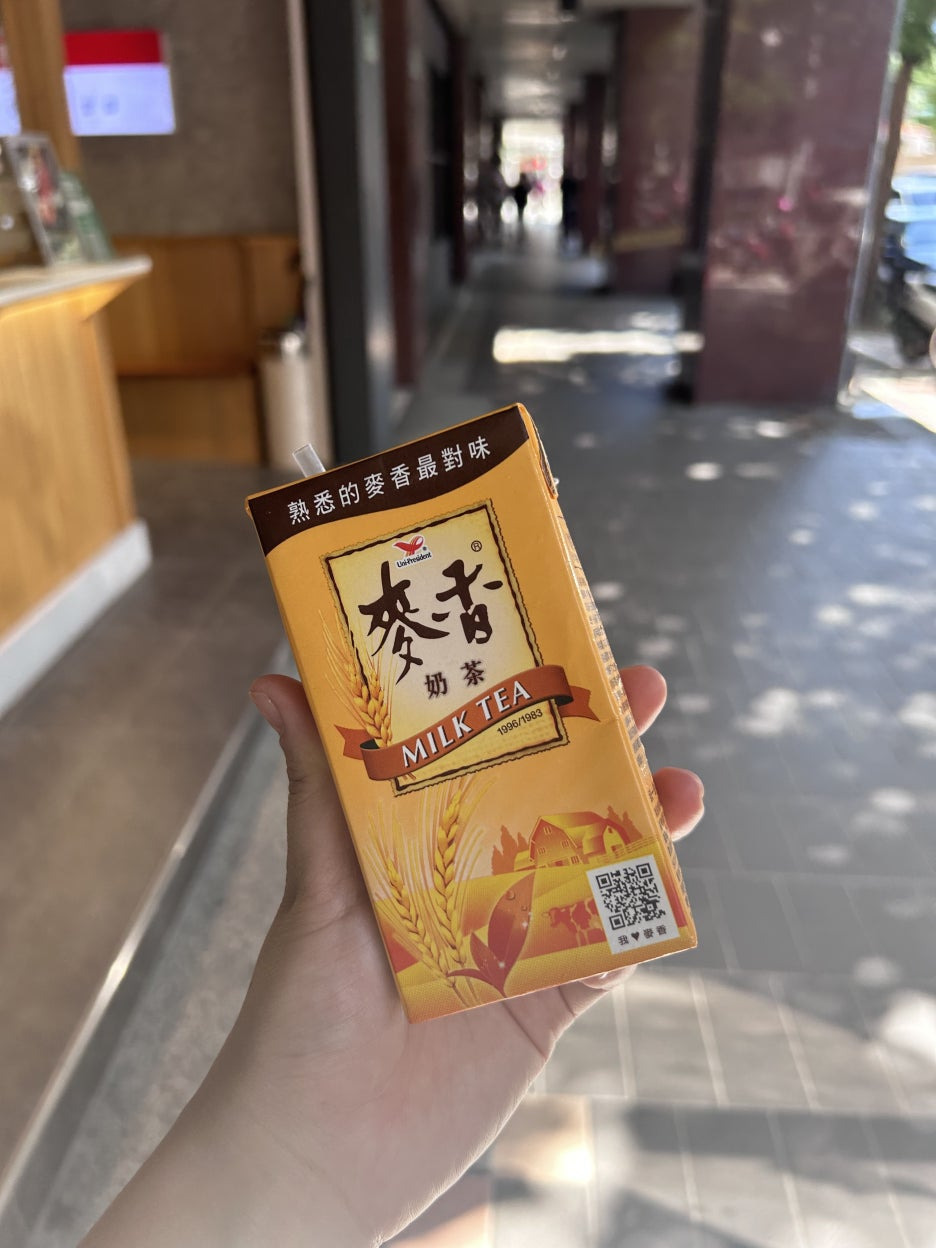 熟悉的麥香最對味
Uni-President®
®
麥香
奶茶
MILK TEA
1996/1983
我♥麥香